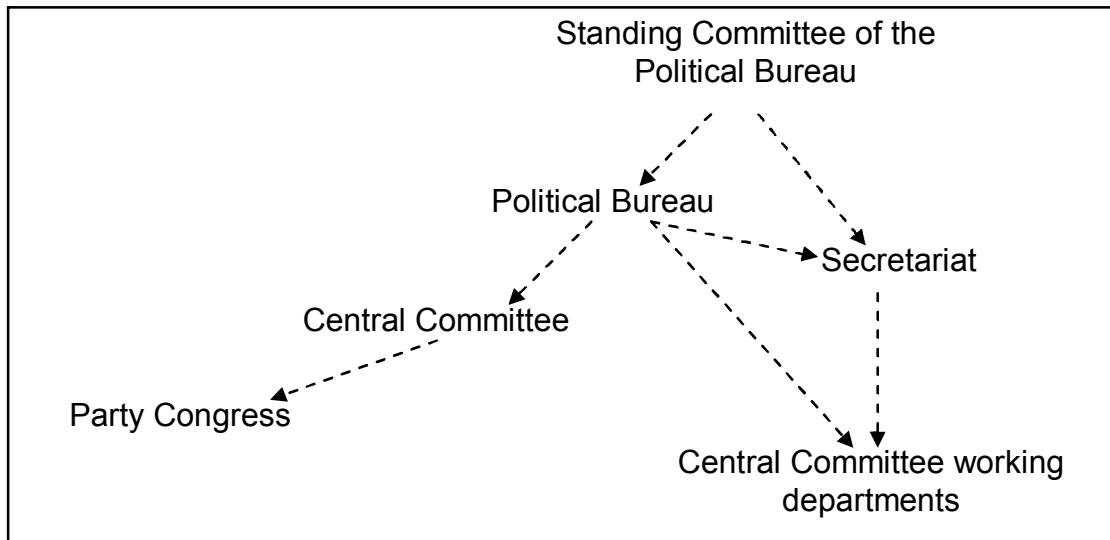 Standing Committee of the
Political Bureau
Political Bureau
Secretariat
Central Committee
Party Congress
Central Committee working
departments